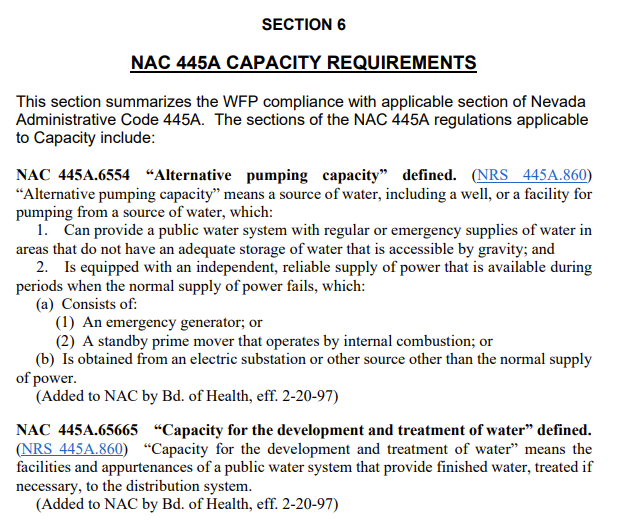 SECTION 6
NAC 445A CAPACITY REQUIREMENTS
This section summarizes the WFP compliance with applicable section of Nevada
Administrative Code 445A. The sections of the NAC 445A regulations applicable
to Capacity include:
NAC 445A.6554 “Alternative pumping capacity” defined. (NRS 445A.860)
“Alternative pumping capacity” means a source of water, including a well, or a facility for
pumping from a source of water, which:
1. Can provide a public water system with regular or emergency supplies of water in
areas that do not have an adequate storage of water that is accessible by gravity; and
2. Is equipped with an independent, reliable supply of power that is available during
periods when the normal supply of power fails, which:
(a) Consists of:
(1) An emergency generator; or
(2) A standby prime mover that operates by internal combustion; or
(b) Is obtained from an electric substation or other source other than the normal supply
of power.
(Added to NAC by Bd. of Health, eff. 2-20-97)
NAC 445A.65665 “Capacity for the development and treatment of water” defined.
(NRS 445A.860) “Capacity for the development and treatment of water” means the
facilities and appurtenances of a public water system that provide finished water, treated if
necessary, to the distribution system.
(Added to NAC by Bd. of Health, eff. 2-20-97)